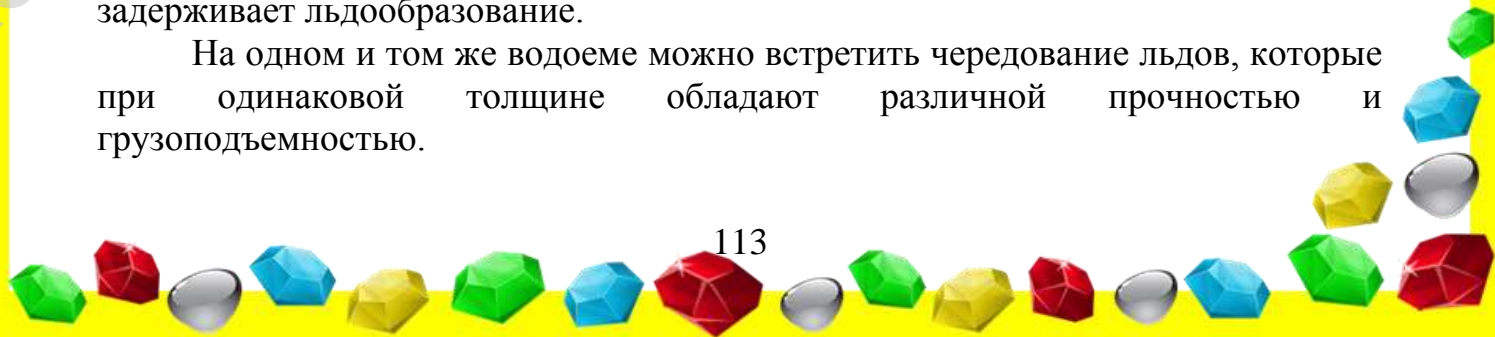 задерживает льдообразование.
На одном и том же водоеме можно встретить чередование льдов, которые
при одинаковой толщине обладают различной прочностью и
грузоподъемностью.
113